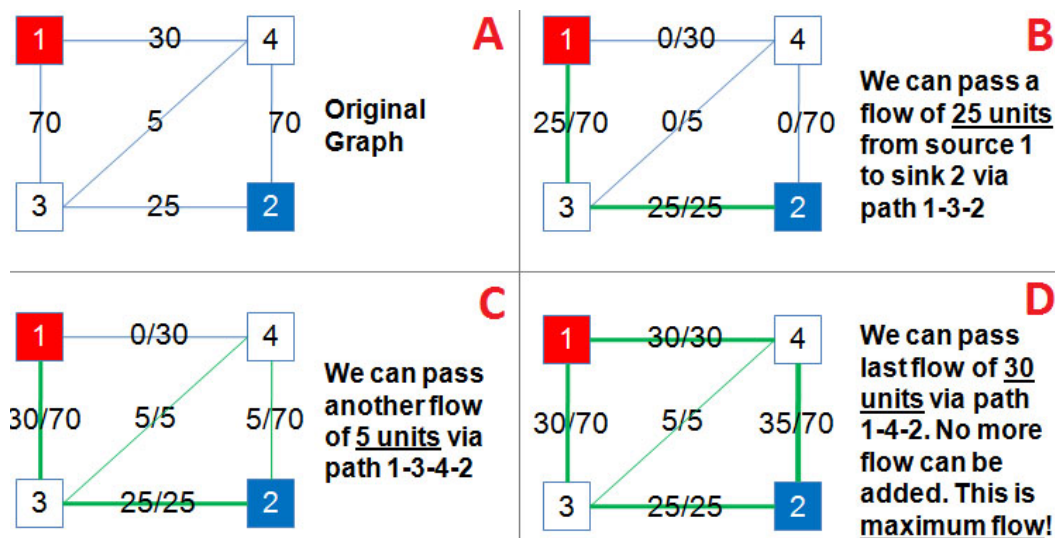 A
1
30
4
70
5
70
Original
Graph
3
25
2
B
1
0/30
4
25/70
0/5
0/70
We can pass a
flow of 25 units
from source 1
to sink 2 via
path 1-3-2
3
25/25
2
C
1
0/30
4
30/70
5/5
5/70
We can pass
another flow
of 5 units via
path 1-3-4-2
3
25/25
2
D
1
30/30
4
30/70
5/5
35/70
We can pass
last flow of 30
units via path
1-4-2. No more
flow can be
added. This is
maximum flow!
3
25/25
2